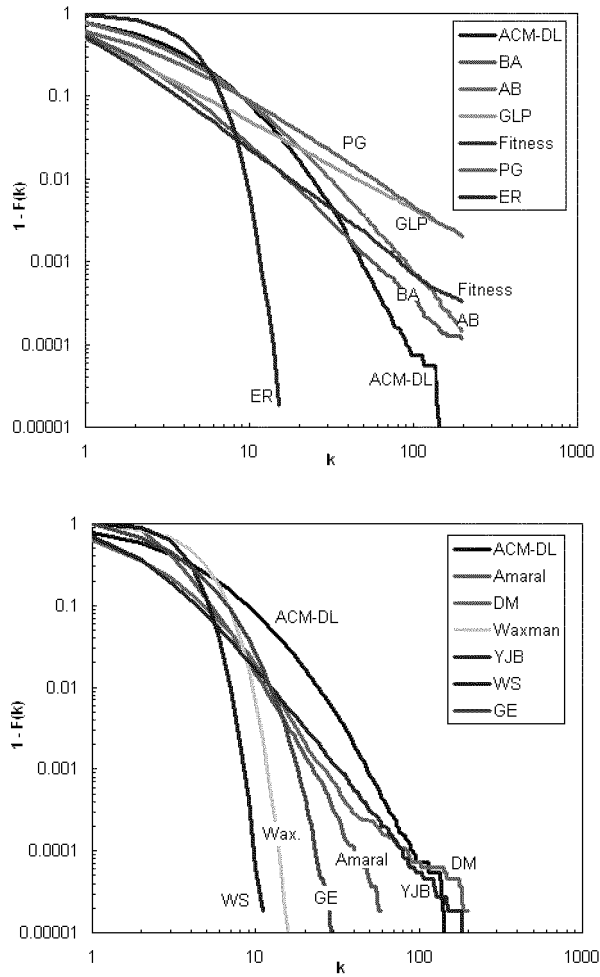 1
0.1
0.01
0.001
0.0001
0.00001
1 - F(k)
1 10 100 1000
k
PG
GLP
Fitness
BA
AB
ACM-DL
ER
ACM-DL
BA
AB
GLP
Fitness
PG
ER
1
0.1
0.01
0.001
0.0001
0.00001
1 - F(k)
1 10 100 1000
k
ACM-DL
Wax.
Amaral
DM
YJB
GE
WS
ACM-DL
Amaral
DM
Waxman
YJB
WS
GE